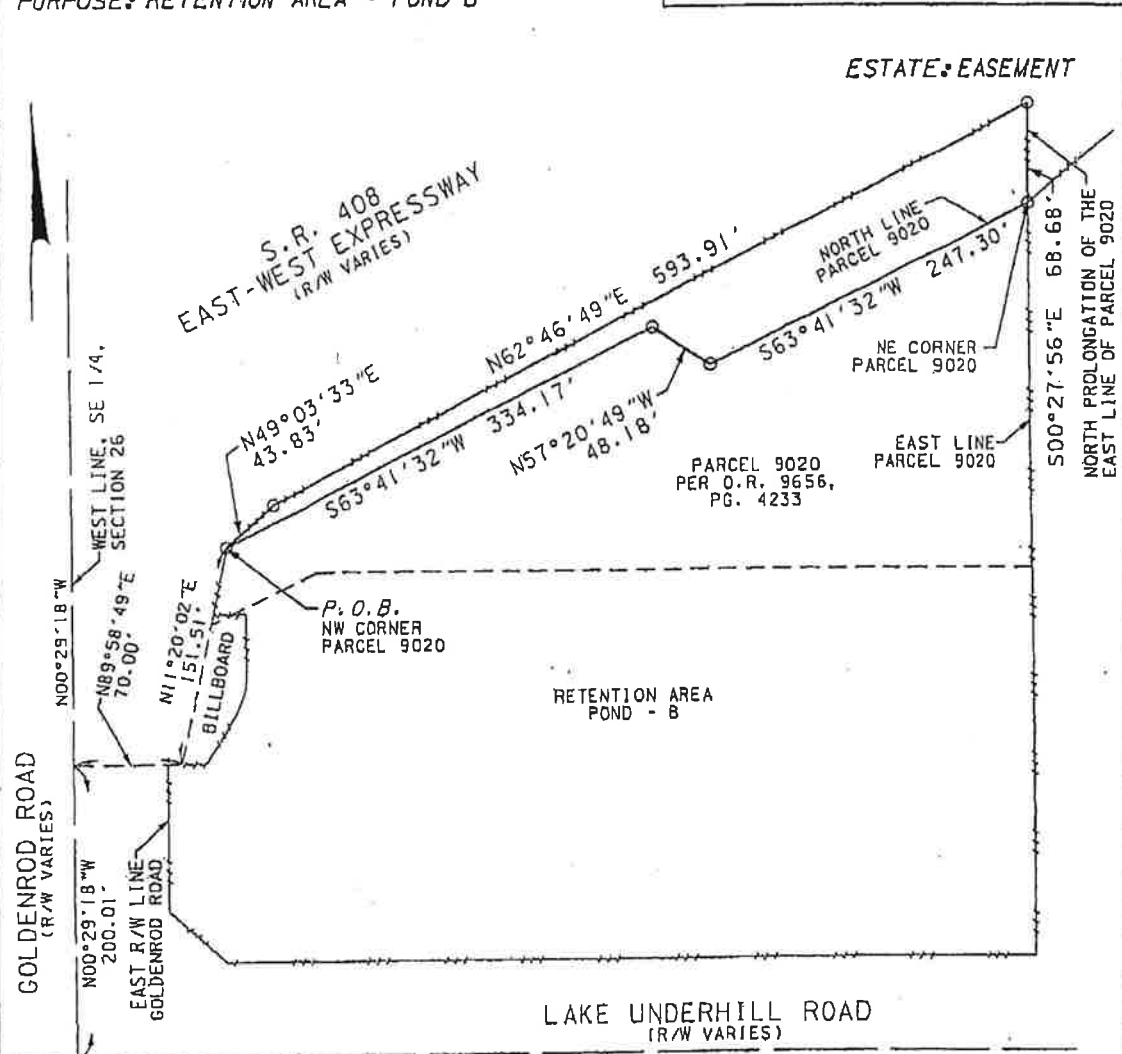 PURPOSE: RETENTION AREA - POND B
ESTATE: EASEMENT
S.R. 408
EAST-WEST EXPRESSWAY
(R/W VARIES)
N62°46'49"E 593.91'
NORTH LINE
PARCEL 9020
S63°41'32"W 247.30'
NE CORNER
PARCEL 9020
S00°27'56"E 68.68'
NORTH PROLONGATION OF THE
EAST LINE OF PARCEL 9020
N49°03'33"E
43.83'
S63°41'32"W 334.17'
N57°20'49"W
48.18'
EAST LINE
PARCEL 9020
PARCEL 9020
PER O.R. 9656,
PG. 4233
WEST LINE, SE 1/4,
SECTION 26
N00°29'18"W
N89°58'49"E
70.00'
N11°20'02"E
151.51'
BILLBOARD
P.O.B.
NW CORNER
PARCEL 9020
RETENTION AREA
POND - B
GOLDENROD ROAD
(R/W VARIES)
N00°29'18"W
200.01'
EAST R/W LINE
GOLDENROD ROAD
LAKE UNDERHILL ROAD
(R/W VARIES)